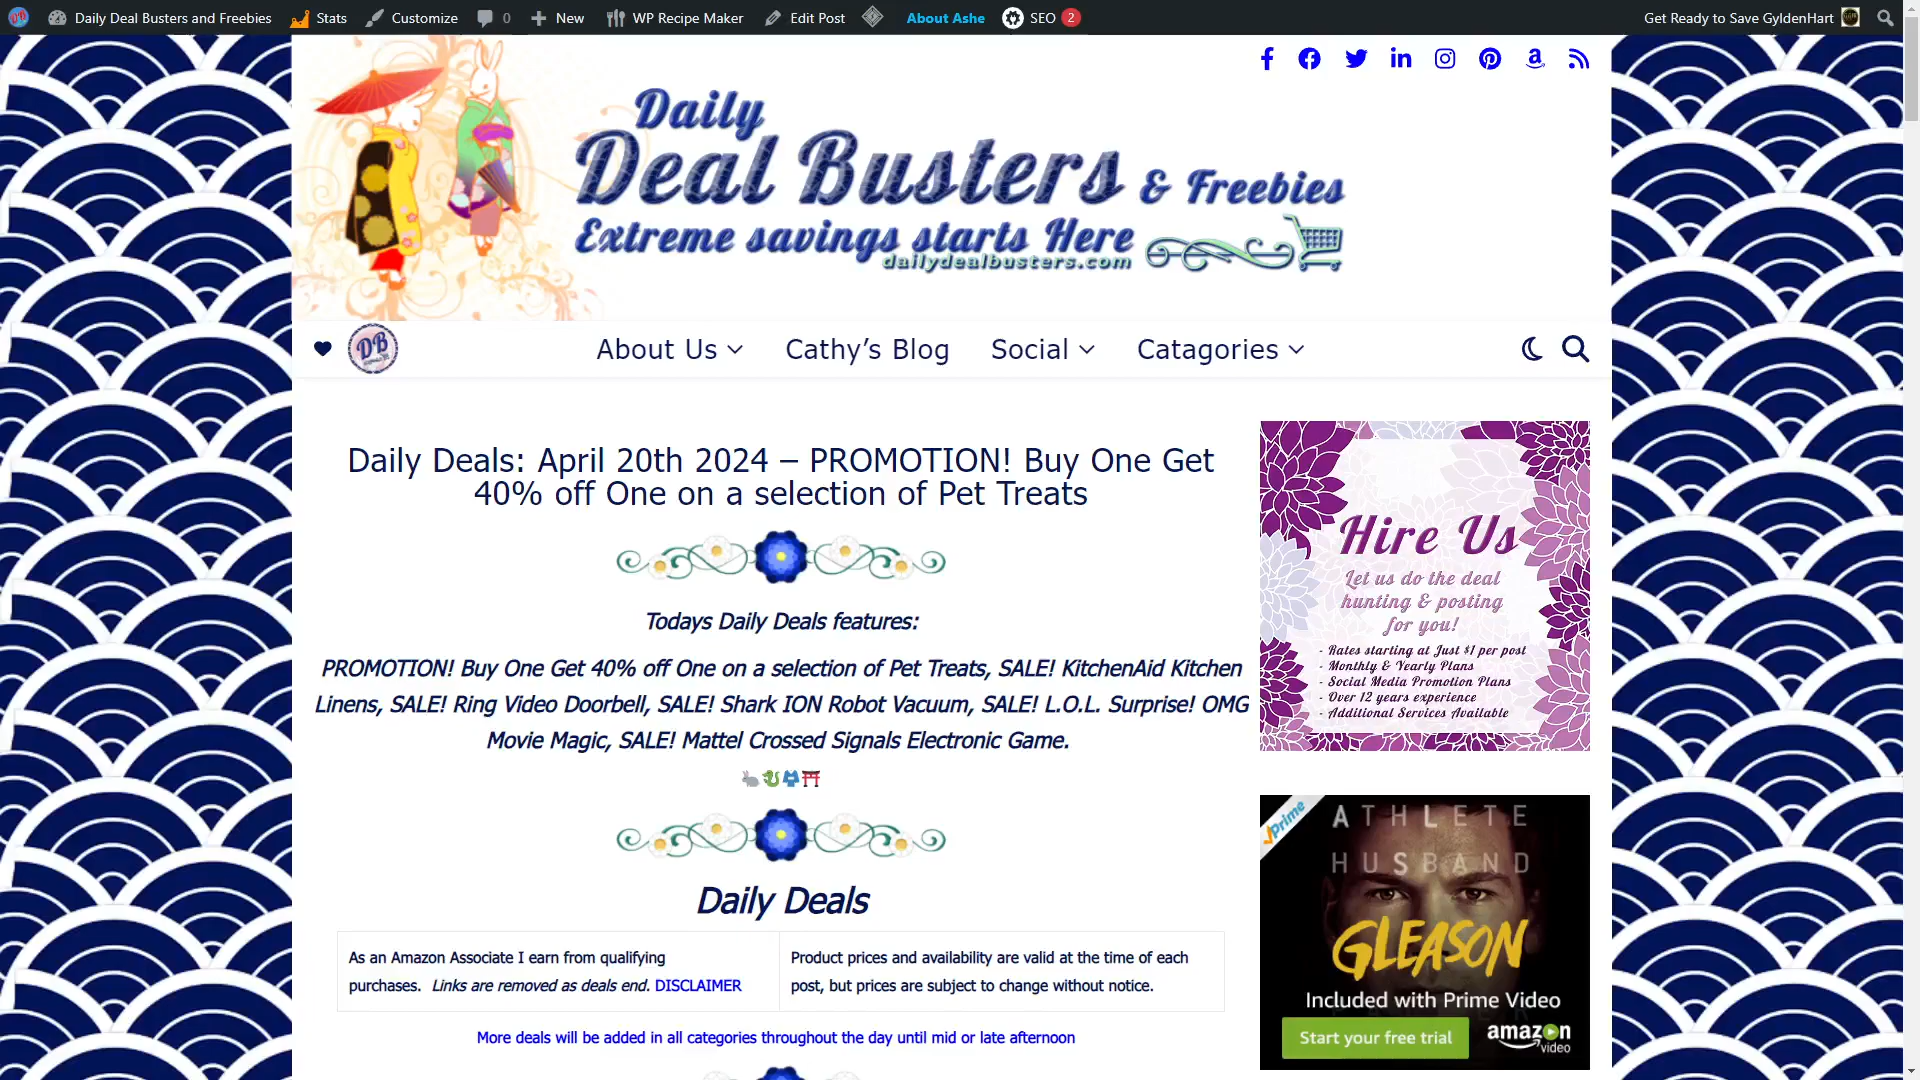 Daily Deal Busters and Freebies Stats Customize 0 New WP Recipe Maker Edit Post About Ashe SEO 2 Get Ready to Save GyldenHart
Daily
Deal Busters & Freebies
Extreme savings starts Here
dailydealbusters.com
DB
About Us Cathy's Blog Social Catagories
Daily Deals: April 20th 2024 – PROMOTION! Buy One Get
40% off One on a selection of Pet Treats
Todays Daily Deals features:
PROMOTION! Buy One Get 40% off One on a selection of Pet Treats, SALE! KitchenAid Kitchen
Linens, SALE! Ring Video Doorbell, SALE! Shark ION Robot Vacuum, SALE! L.O.L. Surprise! OMG
Movie Magic, SALE! Mattel Crossed Signals Electronic Game.
Daily Deals
As an Amazon Associate I earn from qualifying
purchases. Links are removed as deals end. DISCLAIMER
Product prices and availability are valid at the time of each
post, but prices are subject to change without notice.
More deals will be added in all categories throughout the day until mid or late afternoon
Hire Us
Let us do the deal
hunting & posting
for you!
- Rates starting at Just $1 per post
- Monthly & Yearly Plans
- Social Media Promotion Plans
- Over 12 years experience
- Additional Services Available
Prime
ATHLETE
HUSBAND
GLEASON
Included with Prime Video
Start your free trial
amazon
video